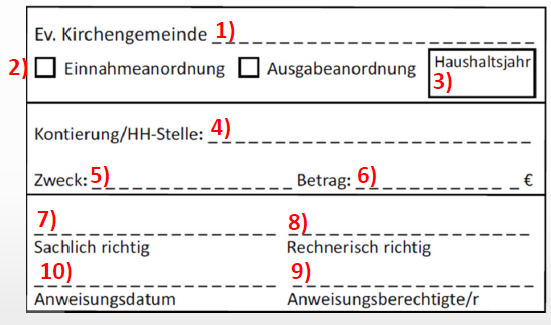 Ev. Kirchengemeinde 1)
2) Einnahmeanordnung Ausgabeanordnung Haushaltsjahr
3)
Kontierung/HH-Stelle: 4)
Zweck: 5) Betrag: 6) €
7) 8)
Sachlich richtig Rechnerisch richtig
10) 9)
Anweisungsdatum Anweisungsberechtigte/r